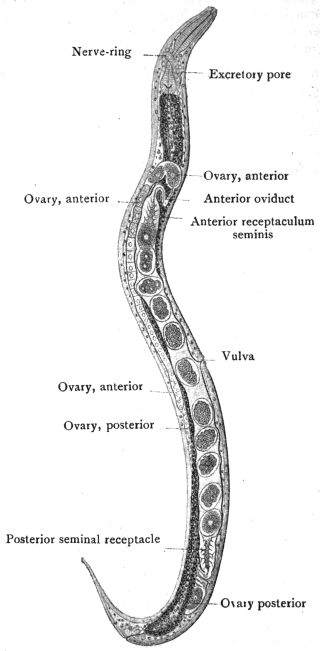 Nerve-ring
Excretory pore
Ovary, anterior
Ovary, anterior
Anterior oviduct
Anterior receptaculum
seminis
Vulva
Ovary, anterior
Ovary, posterior
Posterior seminal receptacle
Ovary posterior